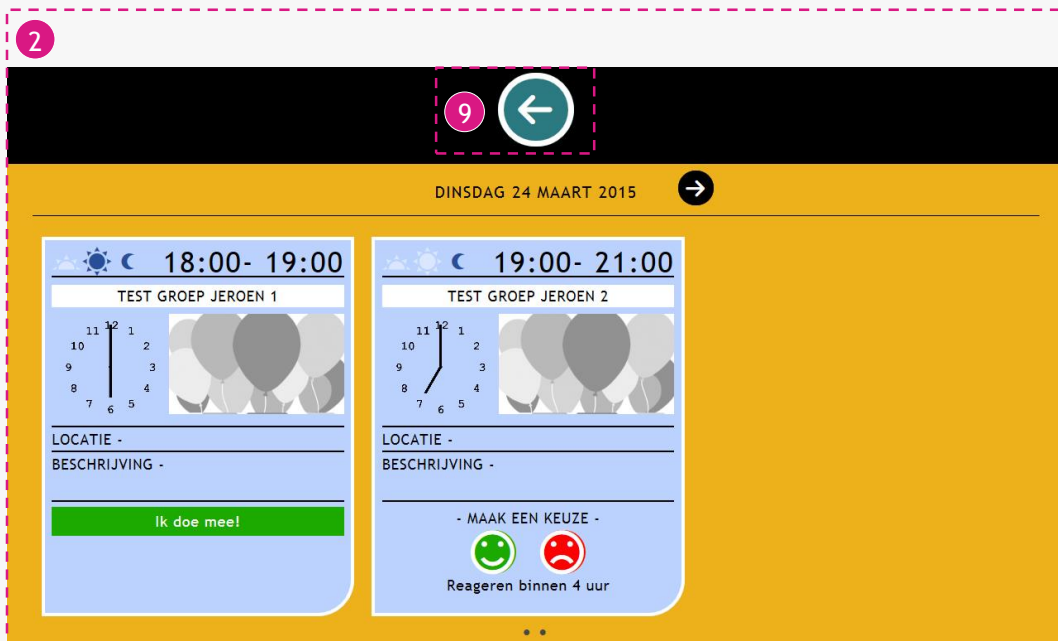 2
9
DINSDAG 24 MAART 2015
18:00- 19:00
TEST GROEP JEROEN 1
12
11 1
10 2
9 3
8 4
7 5
6
LOCATIE -
BESCHRIJVING -
Ik doe mee!
19:00- 21:00
TEST GROEP JEROEN 2
12
11 1
10 2
9 3
8 4
7 5
6
LOCATIE -
BESCHRIJVING -
- MAAK EEN KEUZE -
Reageren binnen 4 uur